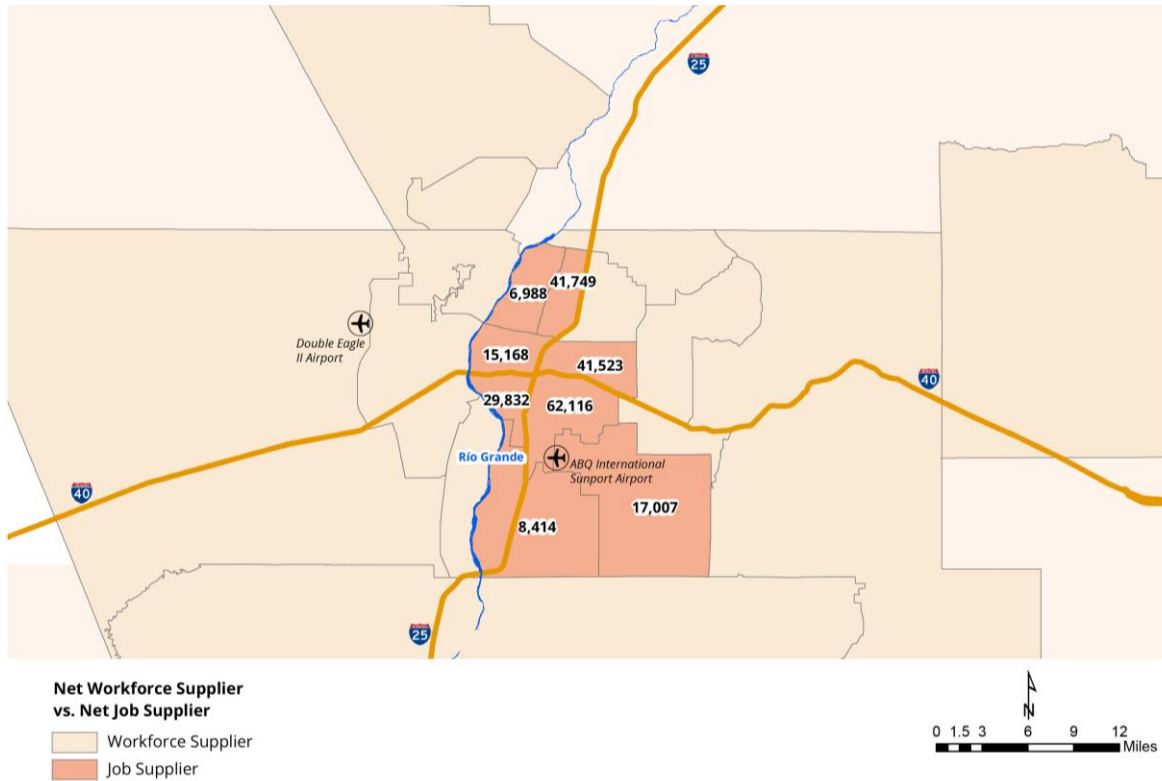 25
41,749
6,988
Double Eagle
II Airport
15,168
41,523
40
29,832
62,116
Río Grande
ABQ International
Sunport Airport
40
17,007
8,414
25
Net Workforce Supplier
vs. Net Job Supplier
Workforce Supplier
Job Supplier
N
0 1.5 3 6 9 12
Miles